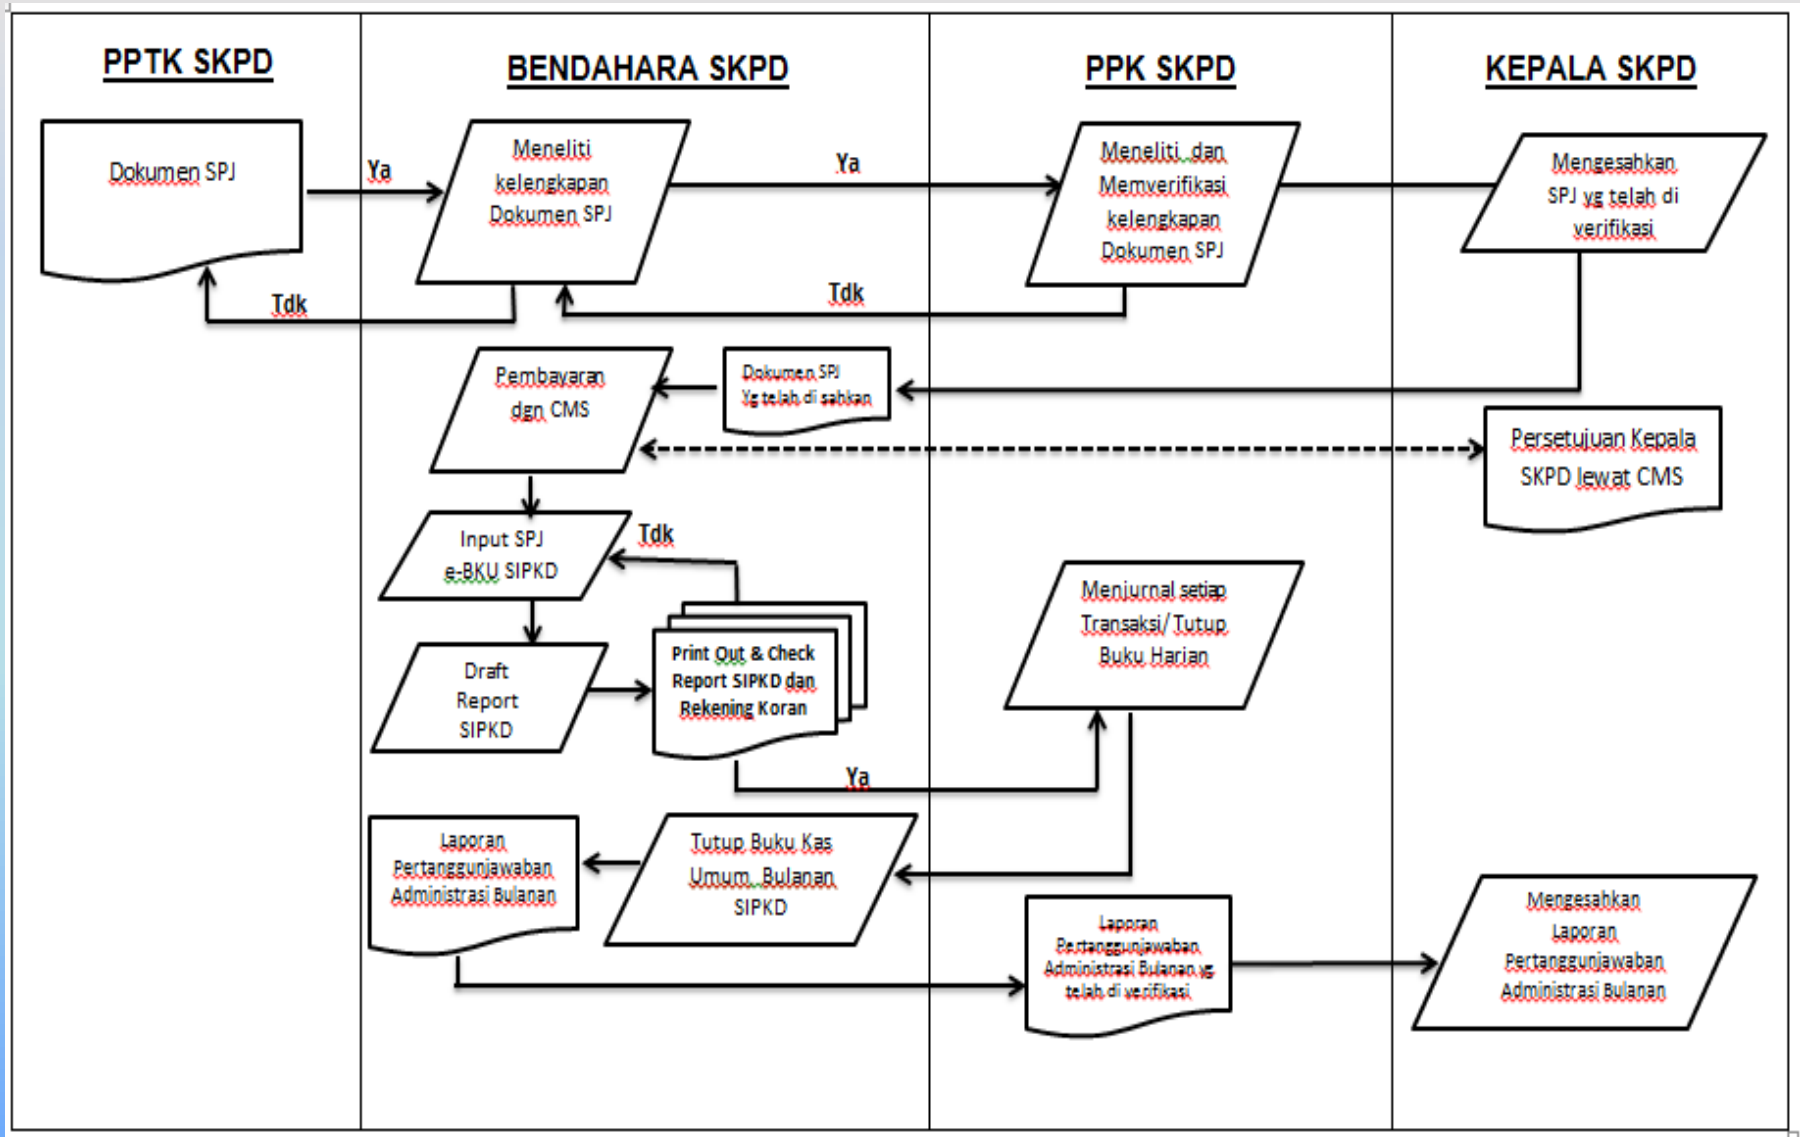 PPTK SKPD
BENDAHARA SKPD
PPK SKPD
KEPALA SKPD
Dokumen SPJ
Ya
Meneliti
kelengkapan
Dokumen SPJ
Ya
Meneliti dan
Memverifikasi
kelengkapan
Dokumen SPJ
Mengesahkan
SPJ yg telah di
verifikasi
Tdk
Tdk
Pembayaran
dgn CMS
Dokumen SPJ
Yg telah di sahkan
Persetujuan Kepala
SKPD lewat CMS
Input SPJ
e-BKU SIPKD
Tdk
Draft
Report
SIPKD
Print Out & Check
Report SIPKD dan
Rekening Koran
Menjurnal setiap
Transaksi/ Tutup
Buku Harian
Ya
Laporan
Pertanggunjawaban
Administrasi Bulanan
Tutup Buku Kas
Umum Bulanan
SIPKD
Laporan
Pertanggunjawaban
Administrasi Bulanan yg
telah di verifikasi
Mengesahkan
Laporan
Pertanggunjawaban
Administrasi Bulanan